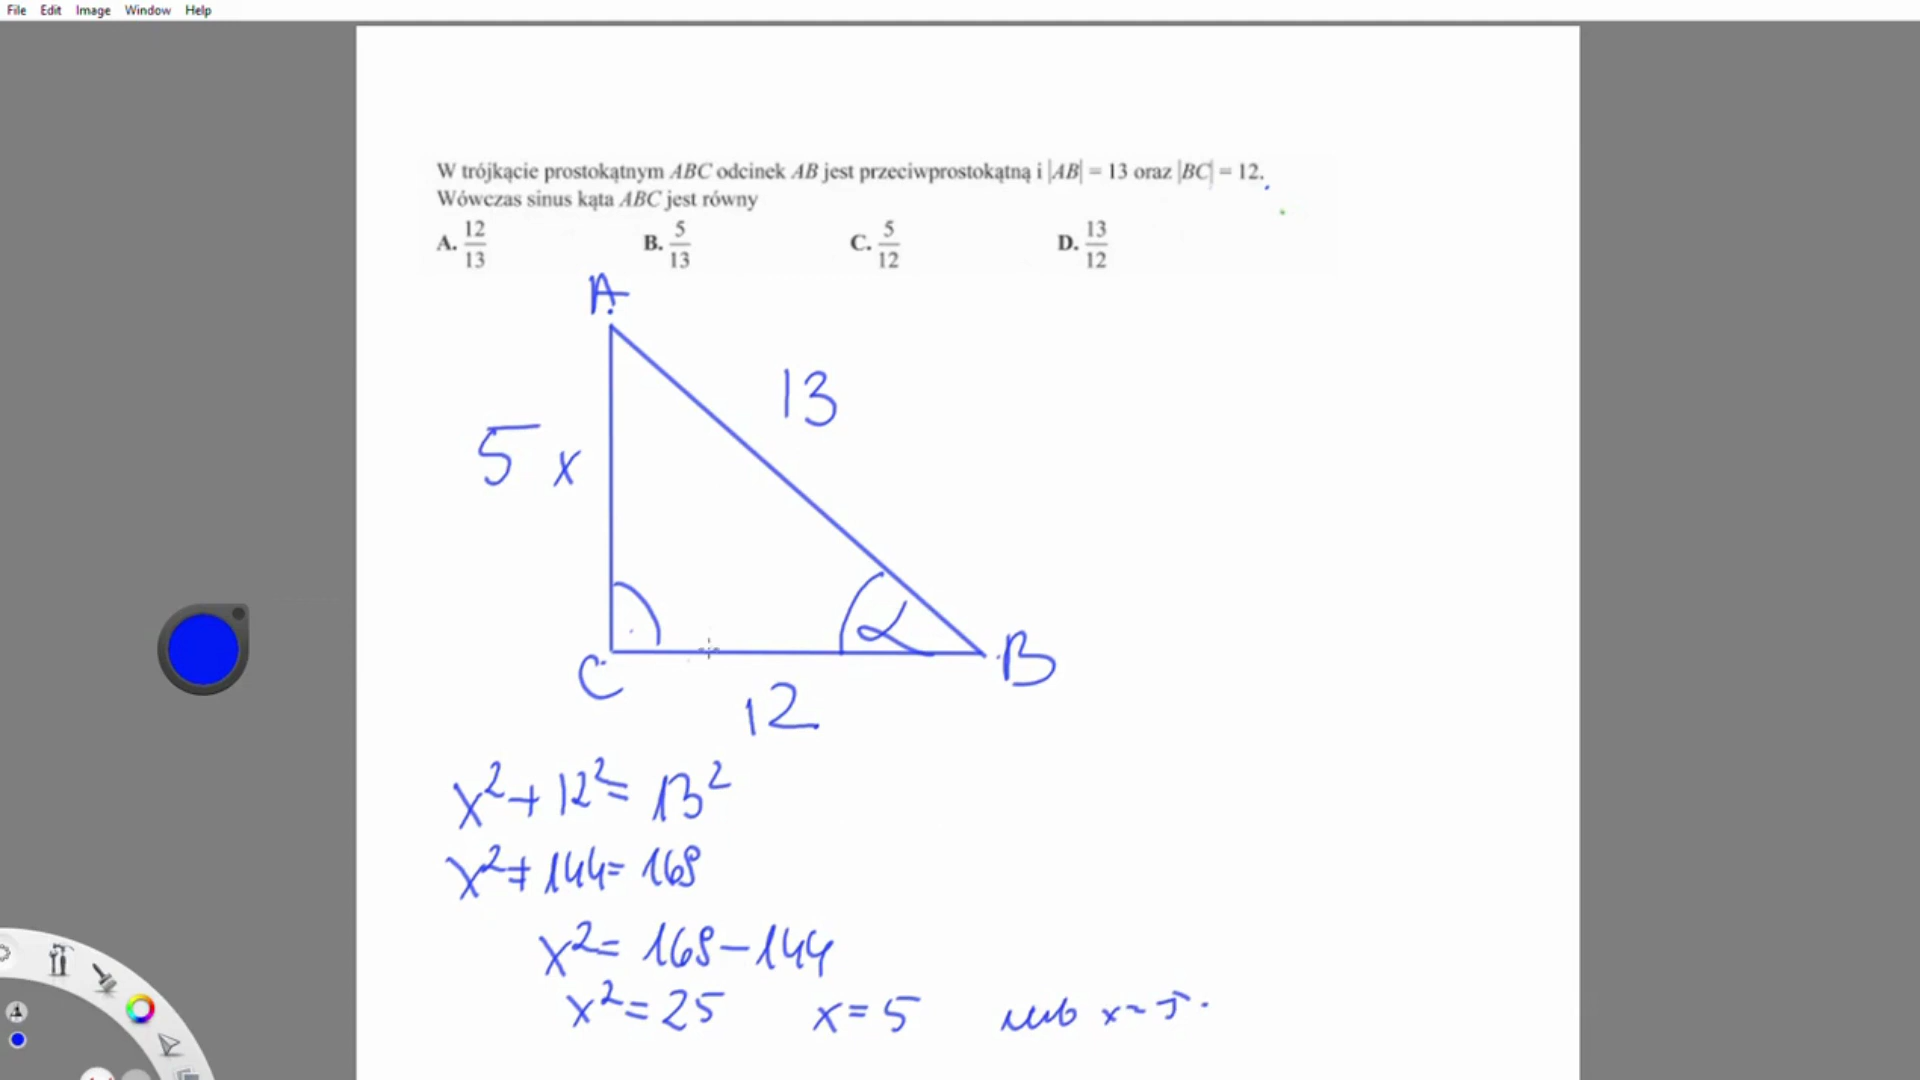 File Edit Image Window Help
W trójkącie prostokątnym ABC odcinek AB jest przeciwprostokątną i |AB| = 13 oraz |BC| = 12.
Wówczas sinus kąta ABC jest równy
A. 12/13 B. 5/13 C. 5/12 D. 13/12
A
13
5 x
α
C B
12
x² + 12² = 13²
x² + 144 = 168
x² = 168 - 144
x² = 25 x = 5 lub x =